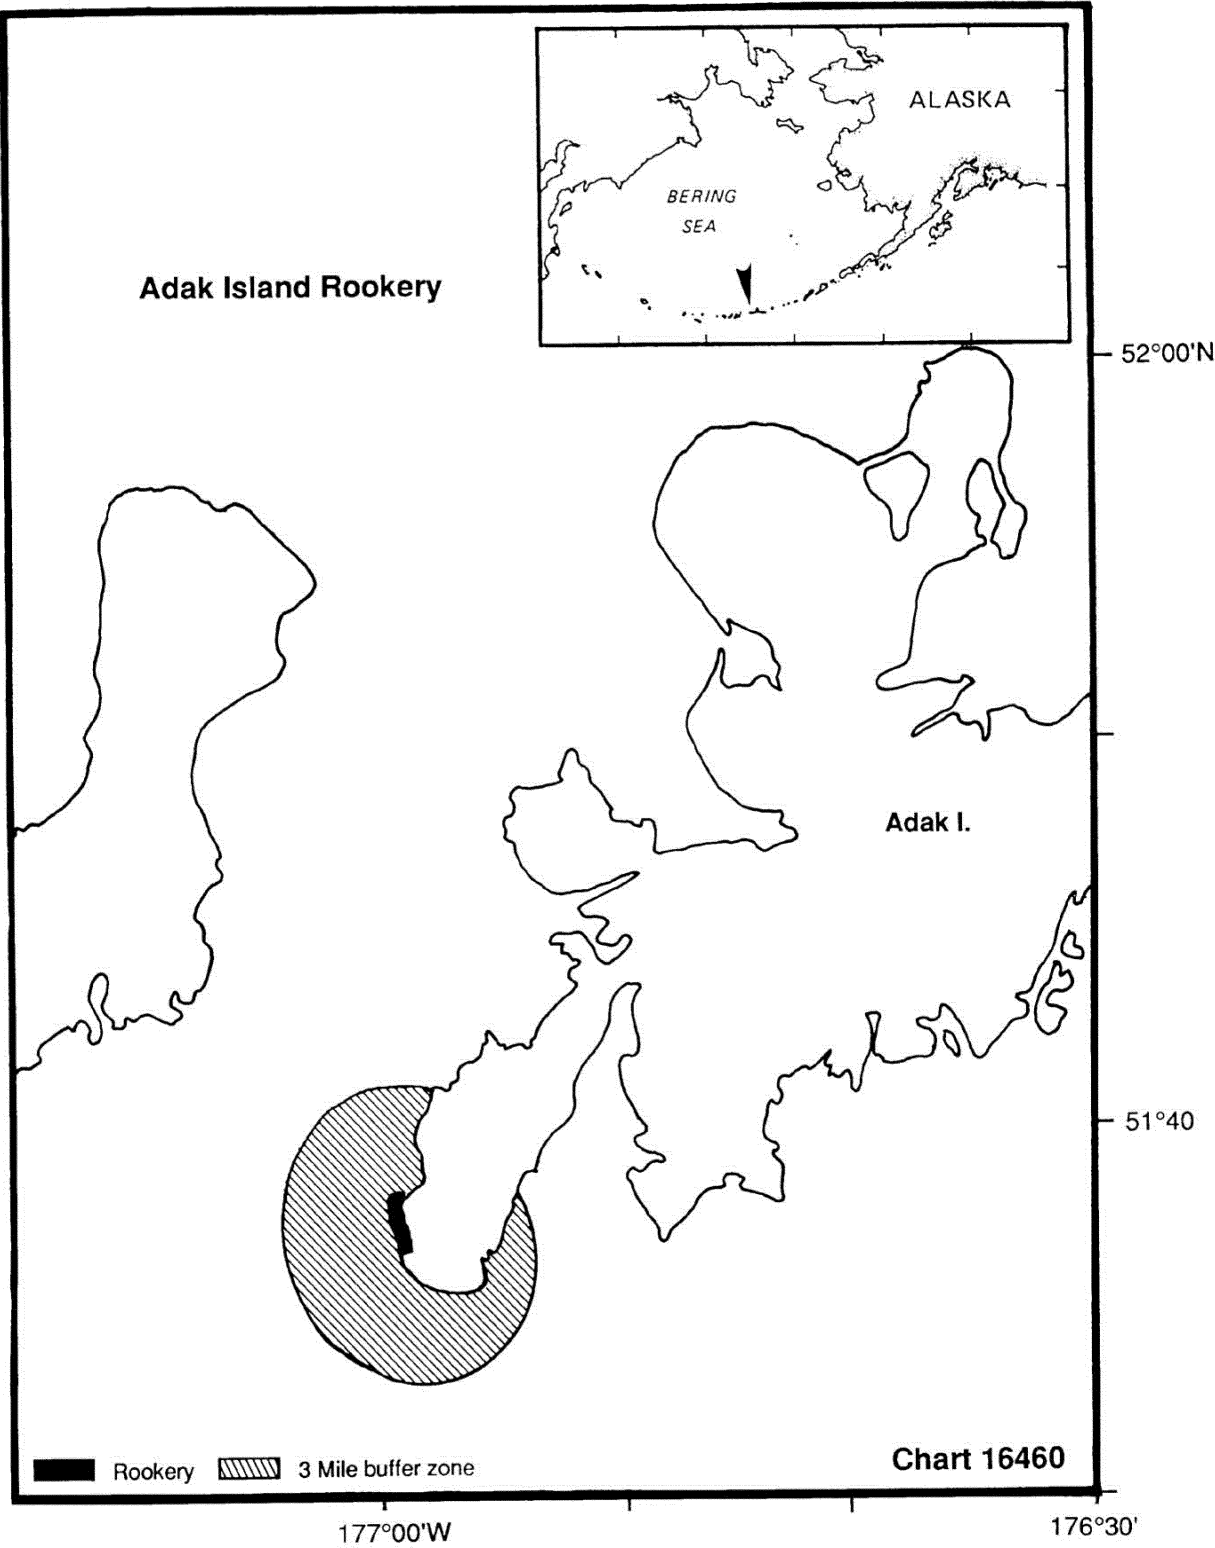 ALASKA
BERING
SEA
Adak Island Rookery
52°00'N
Adak I.
51°40
Rookery
3 Mile buffer zone
Chart 16460
177°00'W
176°30'